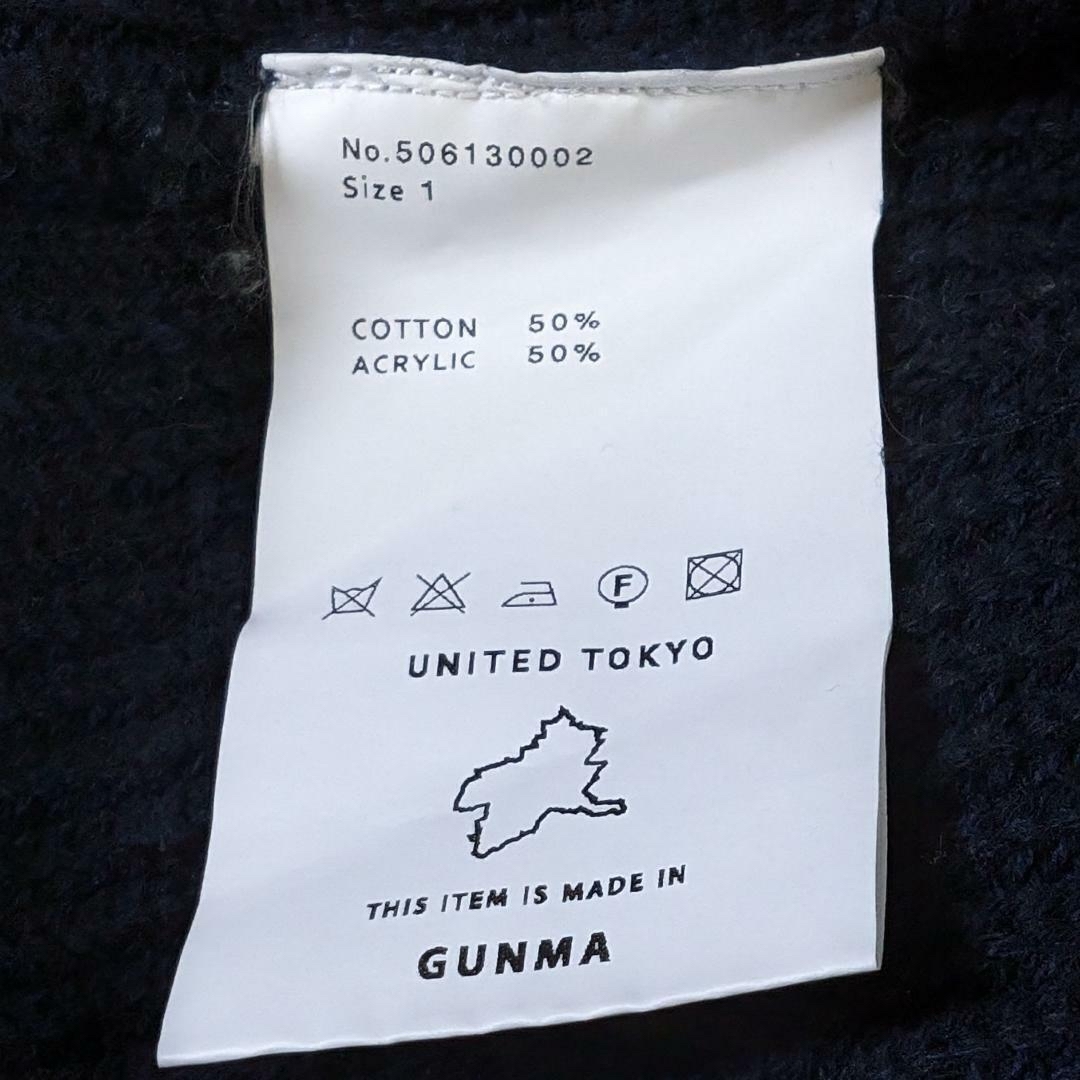 No.506130002
Size 1
COTTON 50%
ACRYLIC 50%
F
UNITED TOKYO
THIS ITEM IS MADE IN
GUNMA